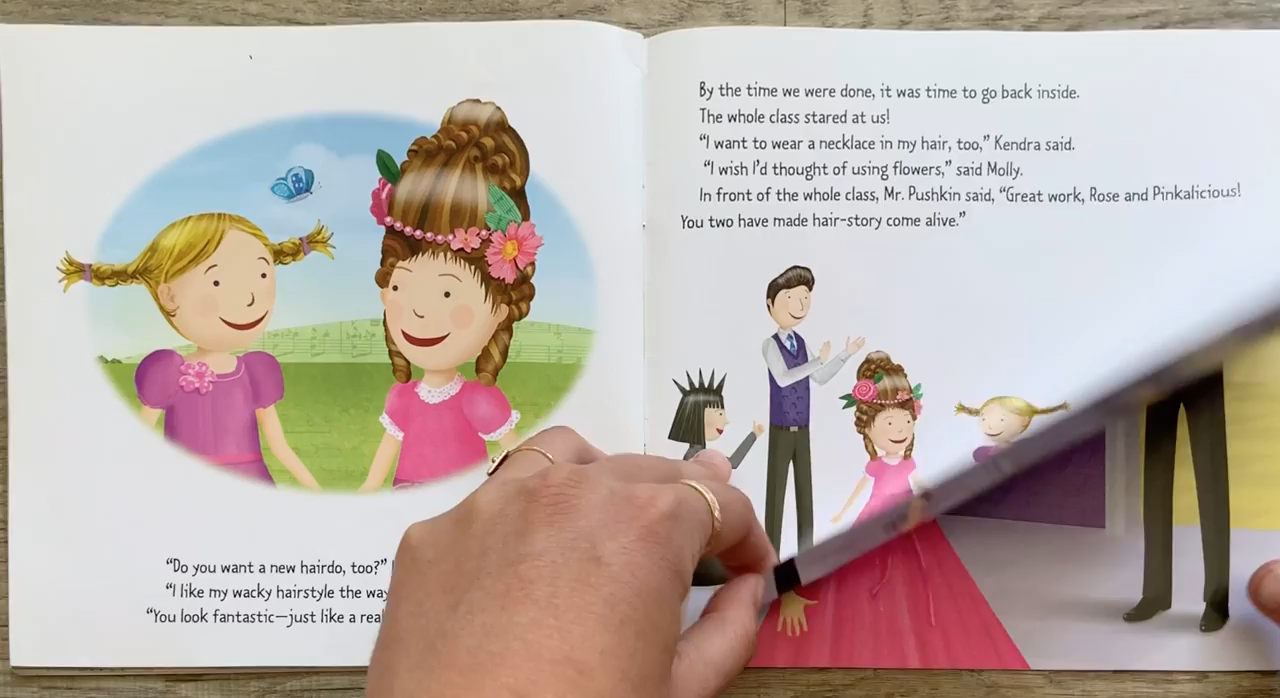 “Do you want a new hairdo, too?”
“I like my wacky hairstyle the way
“You look fantastic—just like a real
By the time we were done, it was time to go back inside.
The whole class stared at us!
“I want to wear a necklace in my hair, too,” Kendra said.
“I wish I’d thought of using flowers,” said Molly.
In front of the whole class, Mr. Pushkin said, “Great work, Rose and Pinkalicious!
You two have made hair-story come alive.”